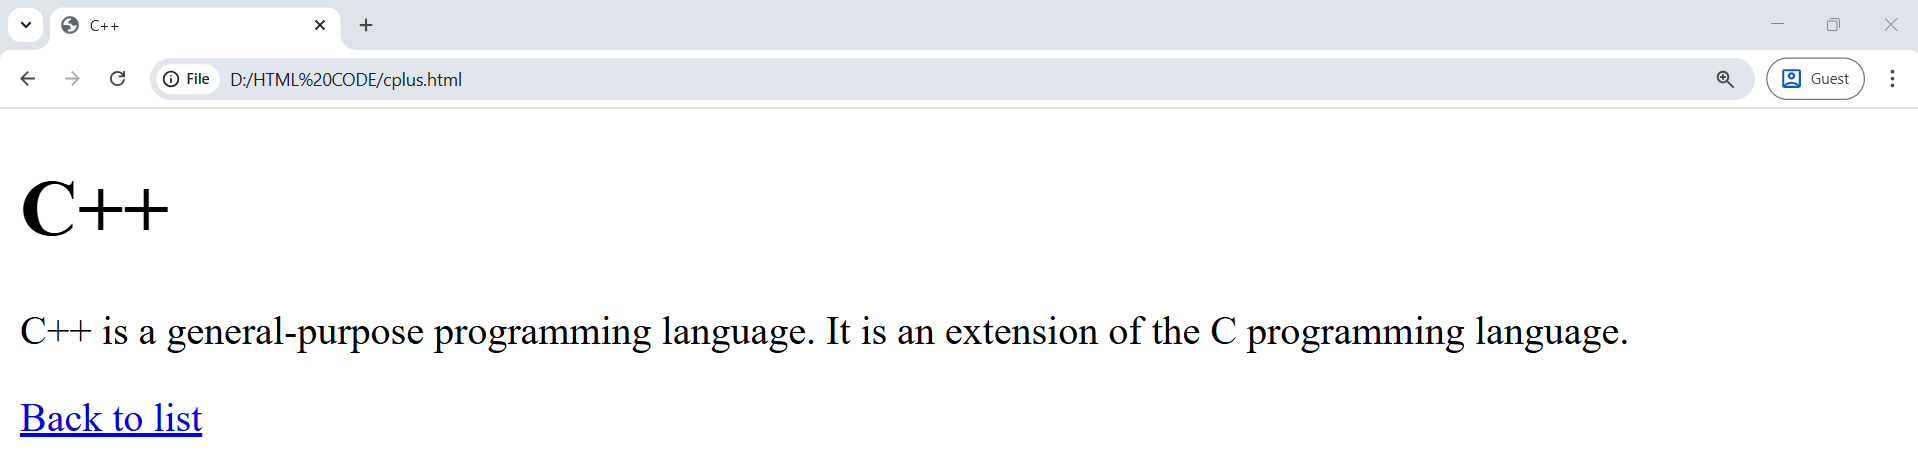 C++
File D:/HTML%20CODE/cplus.html Guest
C++
C++ is a general-purpose programming language. It is an extension of the C programming language.
Back to list